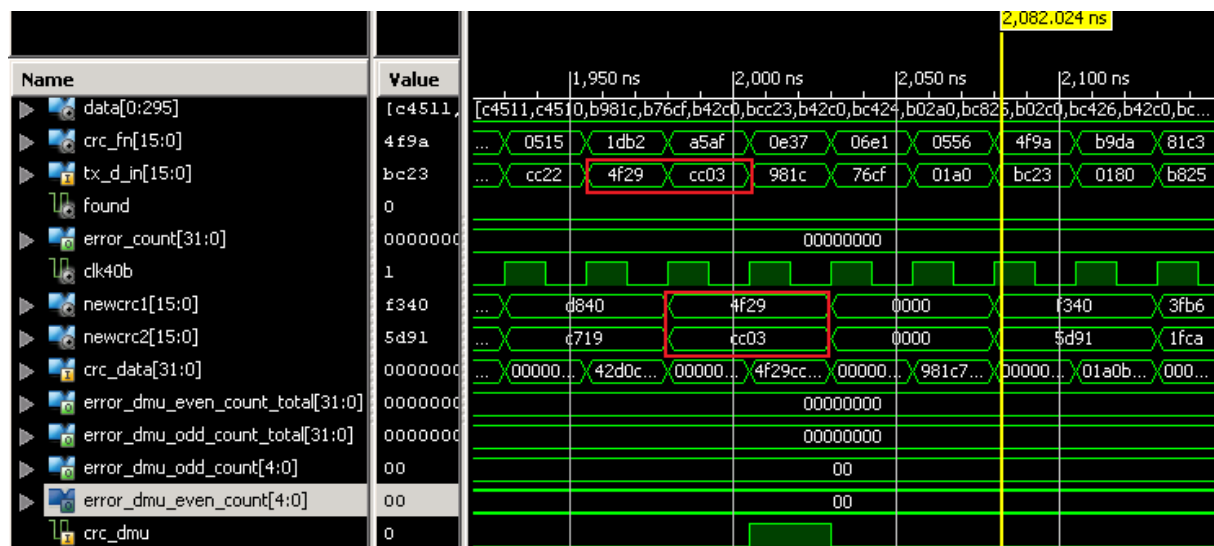 2,082.024 ns
Name Value |1,950 ns |2,000 ns |2,050 ns |2,100 ns
data[0:295] [c4511, [c4511,c4510,b981c,b76cf,b42c0,bcc23,b42c0,bc424,b02a0,bc825,b02c0,bc426,b42c0,bc...
crc_fn[15:0] 4f9a ... 0515 1db2 a5af 0e37 06e1 0556 4f9a b9da 81c3
tx_d_in[15:0] bc23 ... cc22 4f29 cc03 981c 76cf 01a0 bc23 0180 b825
found 0
error_count[31:0] 0000000 00000000
clk40b 1
newcrc1[15:0] f340 ... d840 4f29 0000 f340 3fb6
newcrc2[15:0] 5d91 ... c719 cc03 0000 5d91 1fca
crc_data[31:0] 0000000 ... 00000... 42d0c... 00000... 4f29cc... 00000... 981c7... 00000... 01a0b... 000...
error_dmu_even_count_total[31:0] 0000000 00000000
error_dmu_odd_count_total[31:0] 0000000 00000000
error_dmu_odd_count[4:0] 00 00
error_dmu_even_count[4:0] 00 00
crc_dmu 0